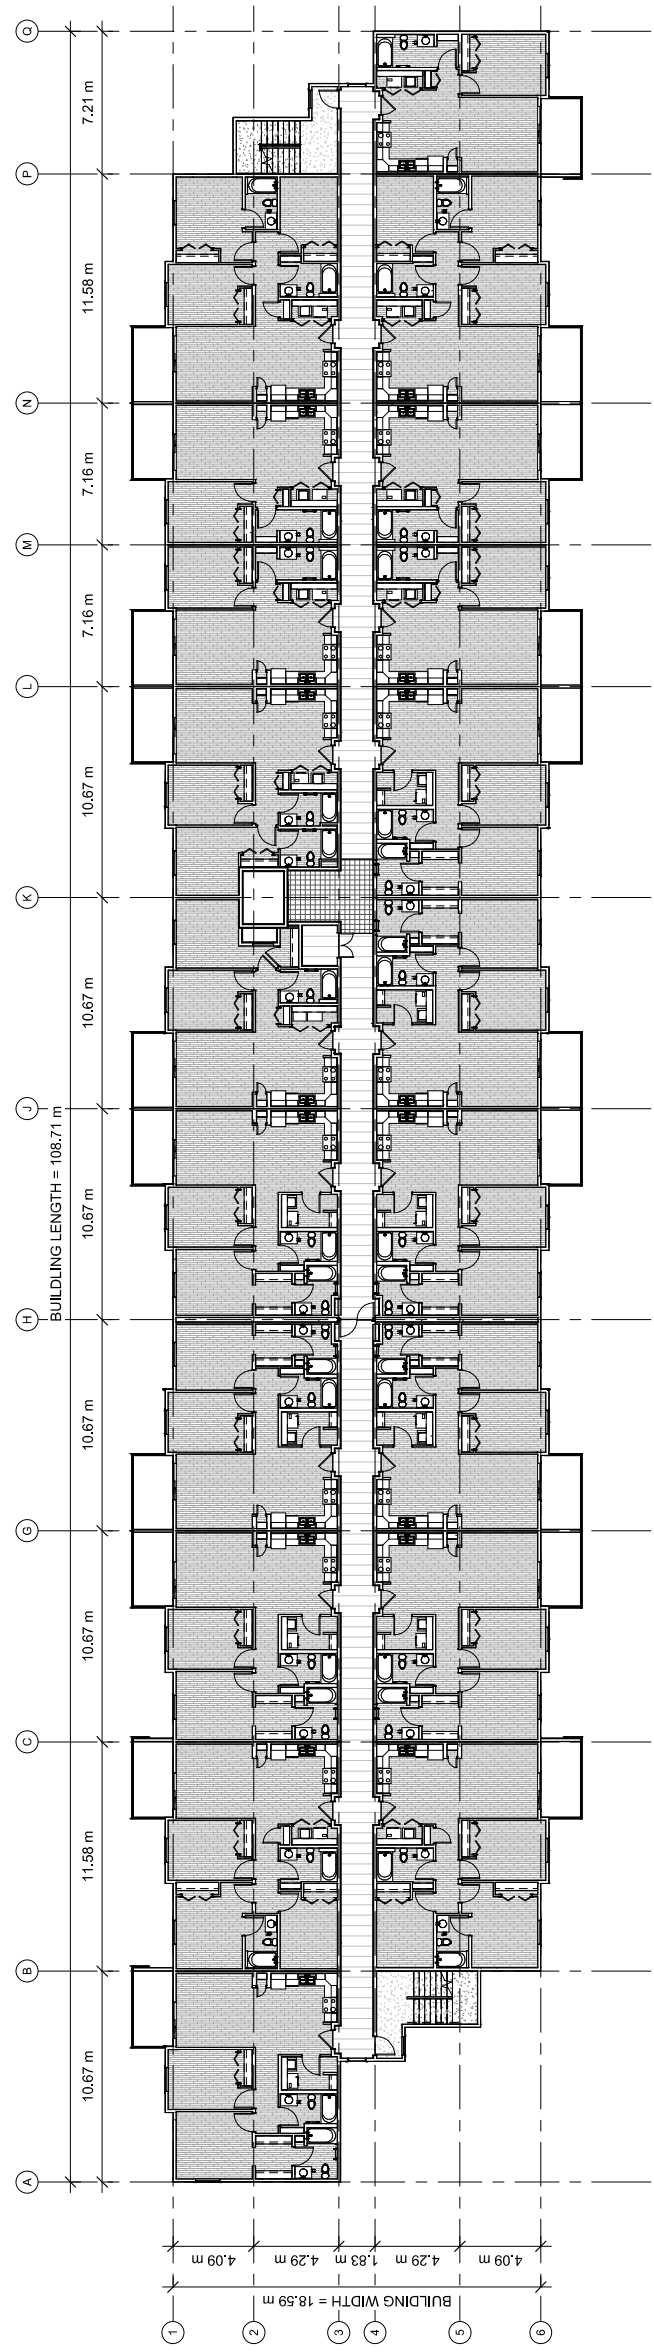 Q
P
N
M
L
K
J
H
G
C
B
A
7.21 m
11.58 m
7.16 m
7.16 m
10.67 m
10.67 m
10.67 m
10.67 m
10.67 m
11.58 m
10.67 m
BUILDLING LENGTH = 108.71 m
4.09 m
4.29 m
1.83 m
4.29 m
4.09 m
BUILDING WIDTH = 18.59 m
1
2
3
4
5
6